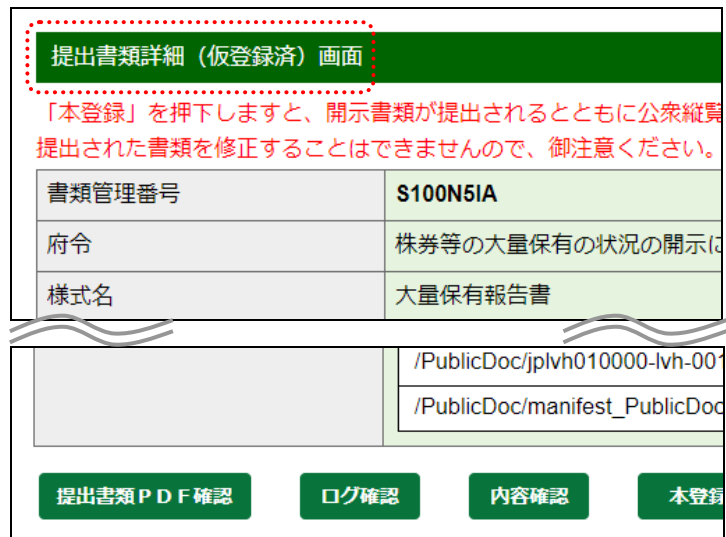 提出書類詳細（仮登録済）画面
「本登録」を押下しますと、開示書類が提出されるとともに公衆縦覧
提出された書類を修正することはできませんので、御注意ください。
書類管理番号 S100N5IA
府令 株券等の大量保有の状況の開示に
様式名 大量保有報告書
/PublicDoc/jplvh010000-lvh-001
/PublicDoc/manifest_PublicDoc
提出書類ＰＤＦ確認 ログ確認 内容確認 本登録